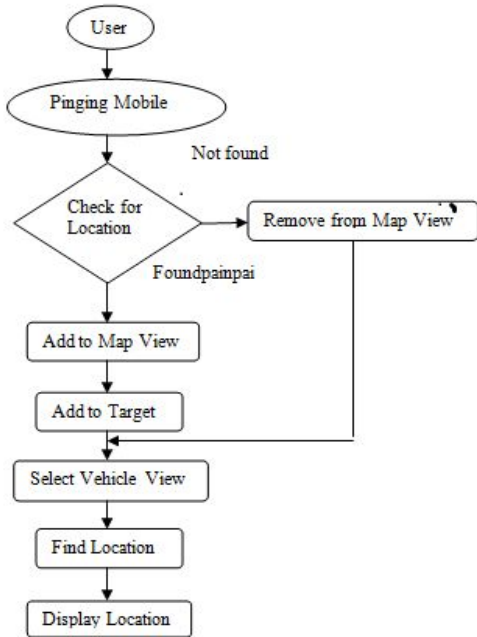 User
Pinging Mobile
Not found
Check for
Location
Remove from Map View
Foundpainpai
Add to Map View
Add to Target
Select Vehicle View
Find Location
Display Location